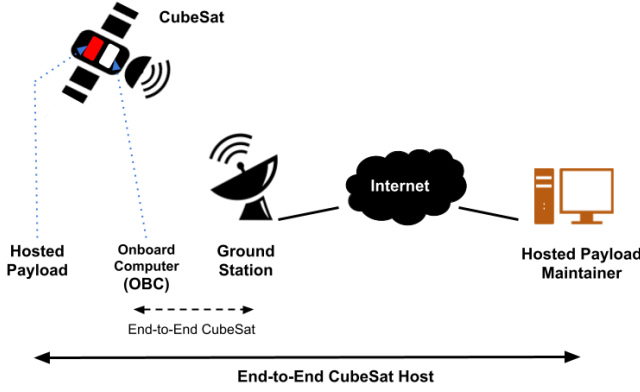 CubeSat
Internet
Hosted
Payload
Onboard
Computer
(OBC)
Ground
Station
Hosted Payload
Maintainer
End-to-End CubeSat
End-to-End CubeSat Host